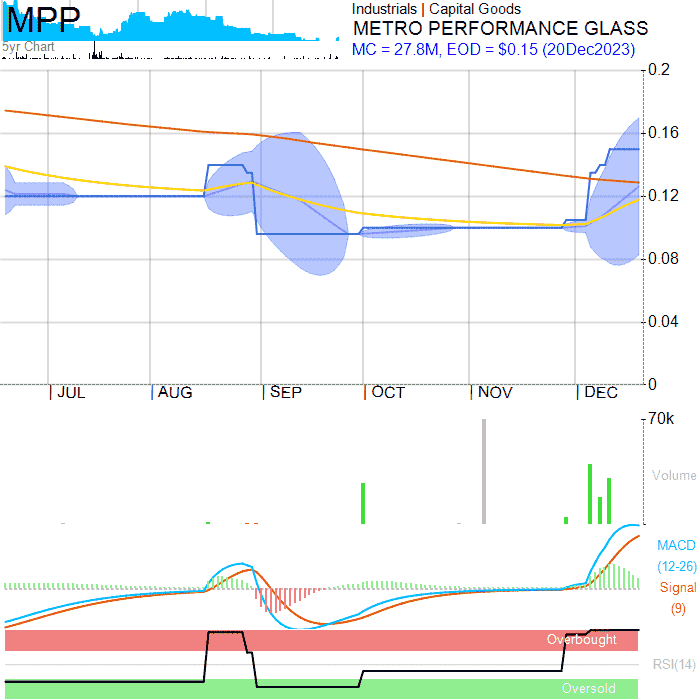 MPP
5yr Chart
Industrials | Capital Goods
METRO PERFORMANCE GLASS
MC = 27.8M, EOD = $0.15 (20Dec2023)
0.2
0.16
0.12
0.08
0.04
0
JUL AUG SEP OCT NOV DEC
70k
Volume
MACD
(12-26)
Signal
(9)
Overbought
RSI(14)
Oversold